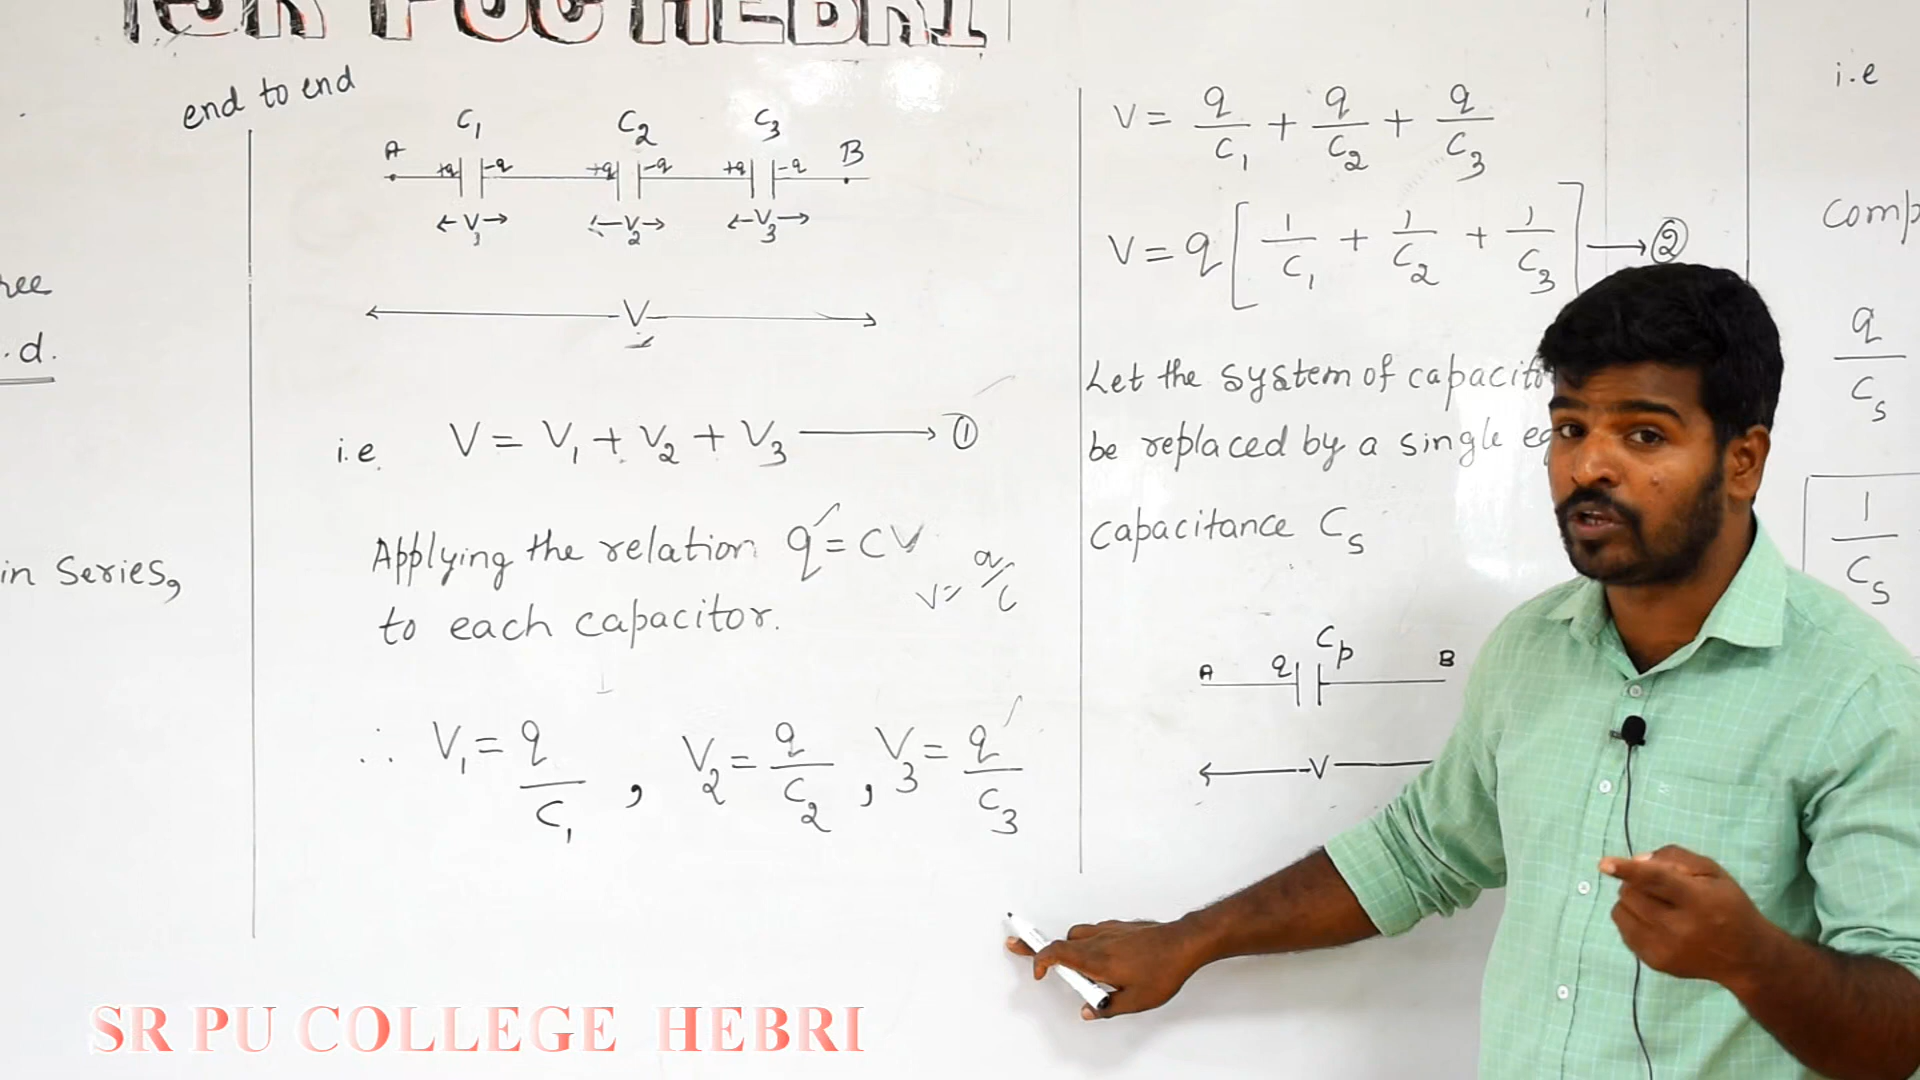 PUC HEBRI
end to end
C₁ C₂ C₃
A +q -q +q -q +q -q B
V₁ V₂ V₃
V
i.e. V = V₁ + V₂ + V₃ → ①
Applying the relation q = CV
V = q/C
to each capacitor.
∴ V₁ = q/C₁ , V₂ = q/C₂ , V₃ = q/C₃
.d.
in Series,
V = q/C₁ + q/C₂ + q/C₃
V = q [1/C₁ + 1/C₂ + 1/C₃] → ②
Let the system of
be replaced by a single
capacitance Cₛ
Cₚ
A q B
V
i.e
q/Cₛ
1/Cₛ
SR PU COLLEGE HEBRI